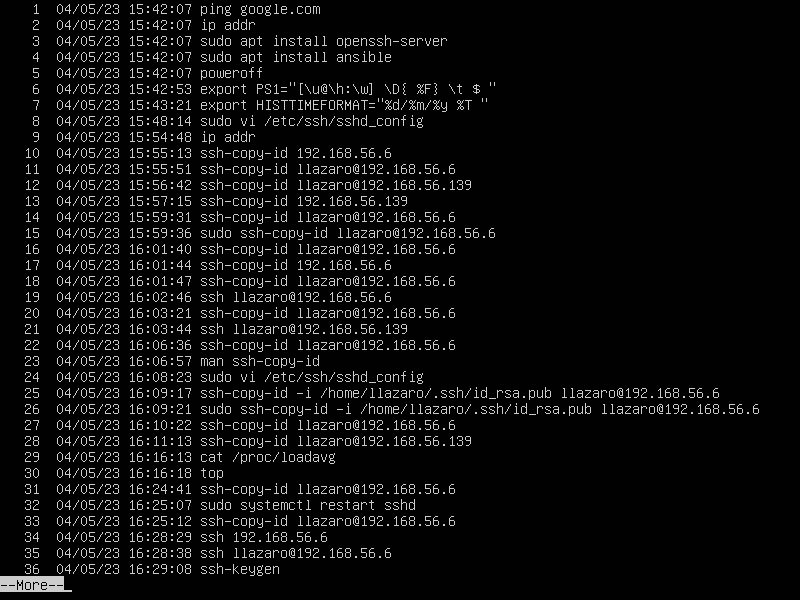 1 04/05/23 15:42:07 ping google.com
2 04/05/23 15:42:07 ip addr
3 04/05/23 15:42:07 sudo apt install openssh-server
4 04/05/23 15:42:07 sudo apt install ansible
5 04/05/23 15:42:07 poweroff
6 04/05/23 15:42:53 export PS1="[\u@\h:\w] \D{ %F} \t $ "
7 04/05/23 15:43:21 export HISTTIMEFORMAT="%d/%m/%y %T "
8 04/05/23 15:48:14 sudo vi /etc/ssh/sshd_config
9 04/05/23 15:54:48 ip addr
10 04/05/23 15:55:13 ssh-copy-id 192.168.56.6
11 04/05/23 15:55:51 ssh-copy-id llazaro@192.168.56.6
12 04/05/23 15:56:42 ssh-copy-id llazaro@192.168.56.139
13 04/05/23 15:57:15 ssh-copy-id 192.168.56.139
14 04/05/23 15:59:31 ssh-copy-id llazaro@192.168.56.6
15 04/05/23 15:59:36 sudo ssh-copy-id llazaro@192.168.56.6
16 04/05/23 16:01:40 ssh-copy-id llazaro@192.168.56.6
17 04/05/23 16:01:44 ssh-copy-id 192.168.56.6
18 04/05/23 16:01:47 ssh-copy-id llazaro@192.168.56.6
19 04/05/23 16:02:46 ssh llazaro@192.168.56.6
20 04/05/23 16:03:21 ssh-copy-id llazaro@192.168.56.6
21 04/05/23 16:03:44 ssh llazaro@192.168.56.139
22 04/05/23 16:06:36 ssh-copy-id llazaro@192.168.56.6
23 04/05/23 16:06:57 man ssh-copy-id
24 04/05/23 16:08:23 sudo vi /etc/ssh/sshd_config
25 04/05/23 16:09:17 ssh-copy-id -i /home/llazaro/.ssh/id_rsa.pub llazaro@192.168.56.6
26 04/05/23 16:09:21 sudo ssh-copy-id -i /home/llazaro/.ssh/id_rsa.pub llazaro@192.168.56.6
27 04/05/23 16:10:22 ssh-copy-id llazaro@192.168.56.6
28 04/05/23 16:11:13 ssh-copy-id llazaro@192.168.56.139
29 04/05/23 16:16:13 cat /proc/loadavg
30 04/05/23 16:16:18 top
31 04/05/23 16:24:41 ssh-copy-id llazaro@192.168.56.6
32 04/05/23 16:25:07 sudo systemctl restart sshd
33 04/05/23 16:25:12 ssh-copy-id llazaro@192.168.56.6
34 04/05/23 16:28:29 ssh 192.168.56.6
35 04/05/23 16:28:38 ssh llazaro@192.168.56.6
36 04/05/23 16:29:08 ssh-keygen
--More--